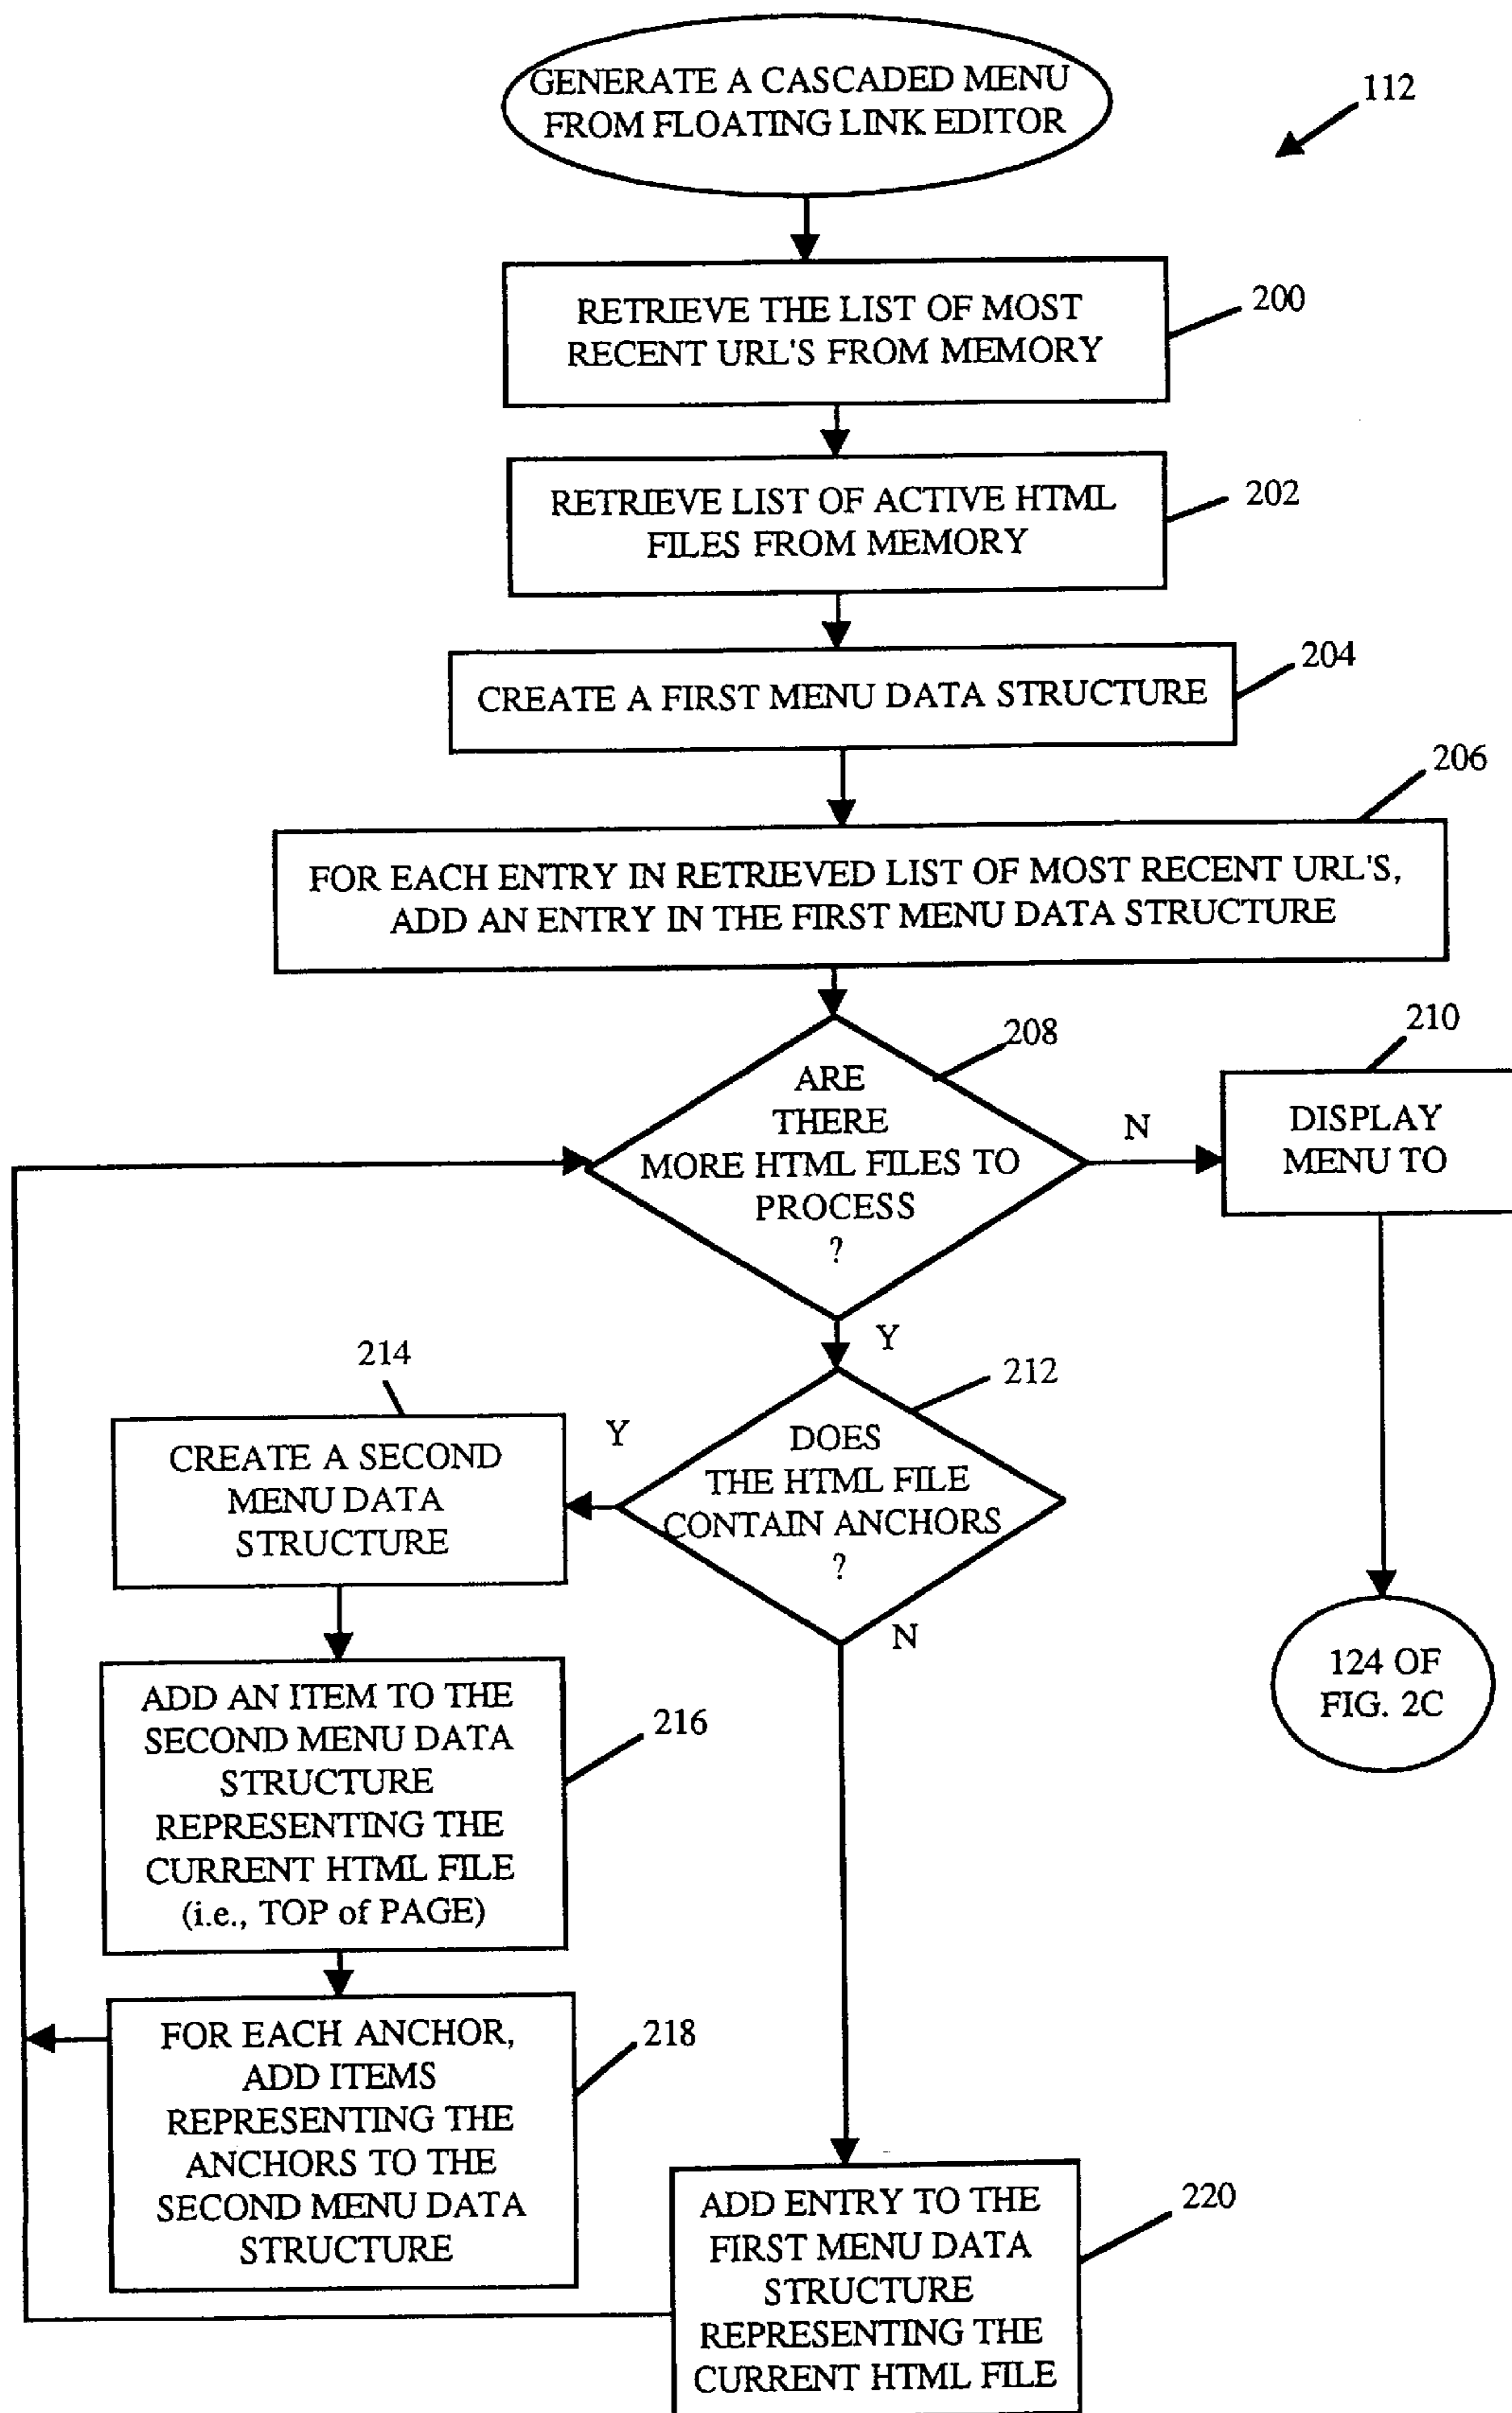 GENERATE A CASCADED MENU
FROM FLOATING LINK EDITOR
112
RETRIEVE THE LIST OF MOST
RECENT URL'S FROM MEMORY
200
RETRIEVE LIST OF ACTIVE HTML
FILES FROM MEMORY
202
CREATE A FIRST MENU DATA STRUCTURE
204
206
FOR EACH ENTRY IN RETRIEVED LIST OF MOST RECENT URL'S,
ADD AN ENTRY IN THE FIRST MENU DATA STRUCTURE
208
ARE
THERE
MORE HTML FILES TO
PROCESS
?
N
210
DISPLAY
MENU TO
Y
214
212
CREATE A SECOND
MENU DATA
STRUCTURE
Y
DOES
THE HTML FILE
CONTAIN ANCHORS
?
N
124 OF
FIG. 2C
ADD AN ITEM TO THE
SECOND MENU DATA
STRUCTURE
REPRESENTING THE
CURRENT HTML FILE
(i.e., TOP of PAGE)
216
FOR EACH ANCHOR,
ADD ITEMS
REPRESENTING THE
ANCHORS TO THE
SECOND MENU DATA
STRUCTURE
218
ADD ENTRY TO THE
FIRST MENU DATA
STRUCTURE
REPRESENTING THE
CURRENT HTML FILE
220